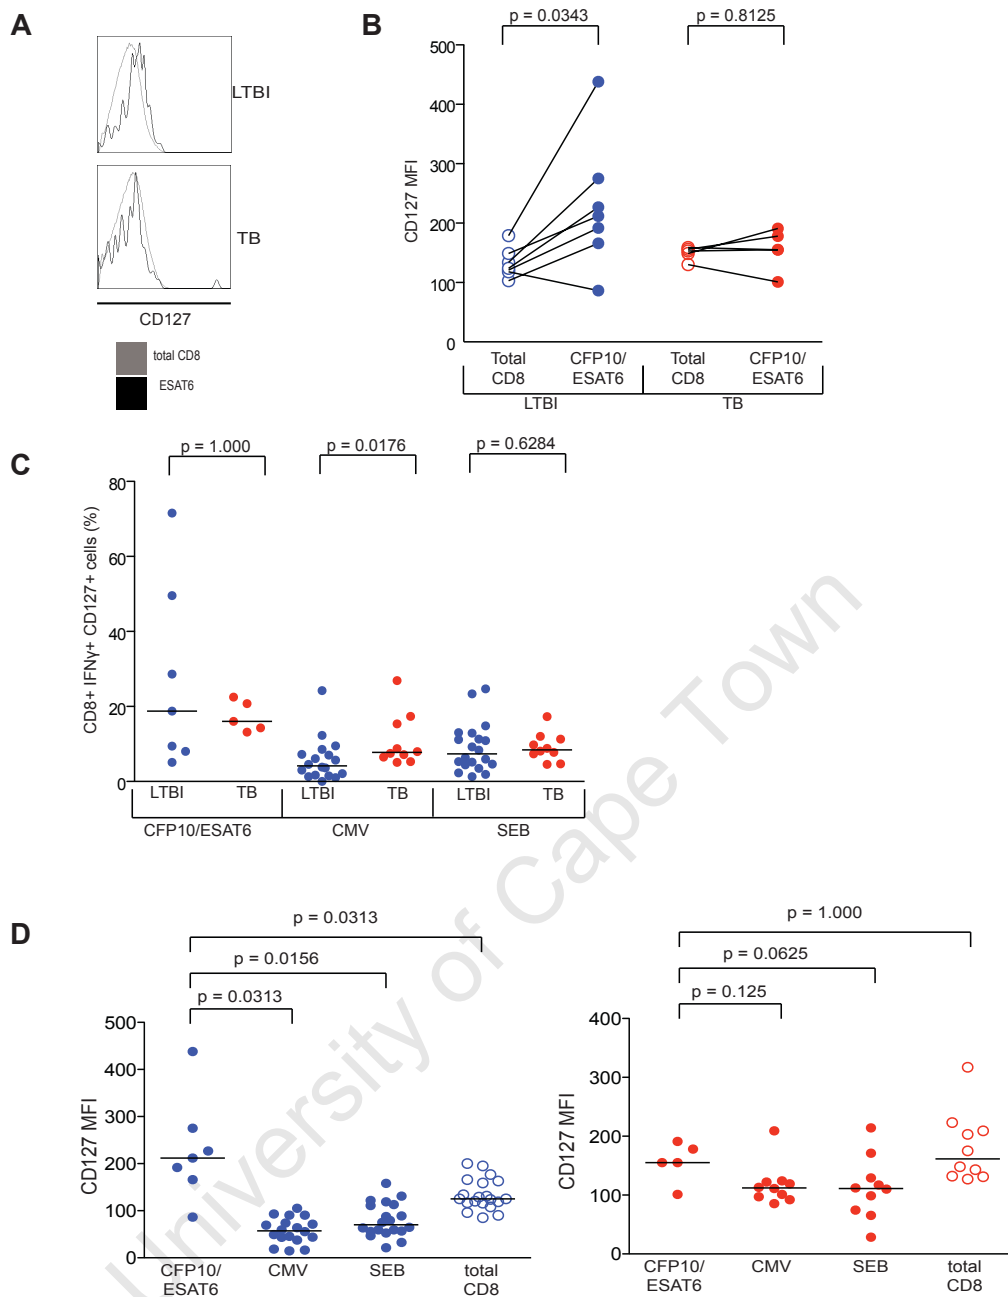 A
LTBI
TB
CD127
total CD8
ESAT6
B
p = 0.0343
p = 0.8125
500
400
300
200
100
0
CD127 MFI
Total CD8
CFP10/ESAT6
Total CD8
CFP10/ESAT6
LTBI
TB
C
p = 1.000
p = 0.0176
p = 0.6284
80
60
40
20
0
CD8+ IFNγ+ CD127+ cells (%)
LTBI
TB
LTBI
TB
LTBI
TB
CFP10/ESAT6
CMV
SEB
D
p = 0.0313
p = 0.0156
p = 0.0313
500
400
300
200
100
0
CD127 MFI
CFP10/
ESAT6
CMV
SEB
total
CD8
p = 1.000
p = 0.0625
p = 0.125
400
300
200
100
0
CD127 MFI
CFP10/
ESAT6
CMV
SEB
total
CD8
University of Cape Town